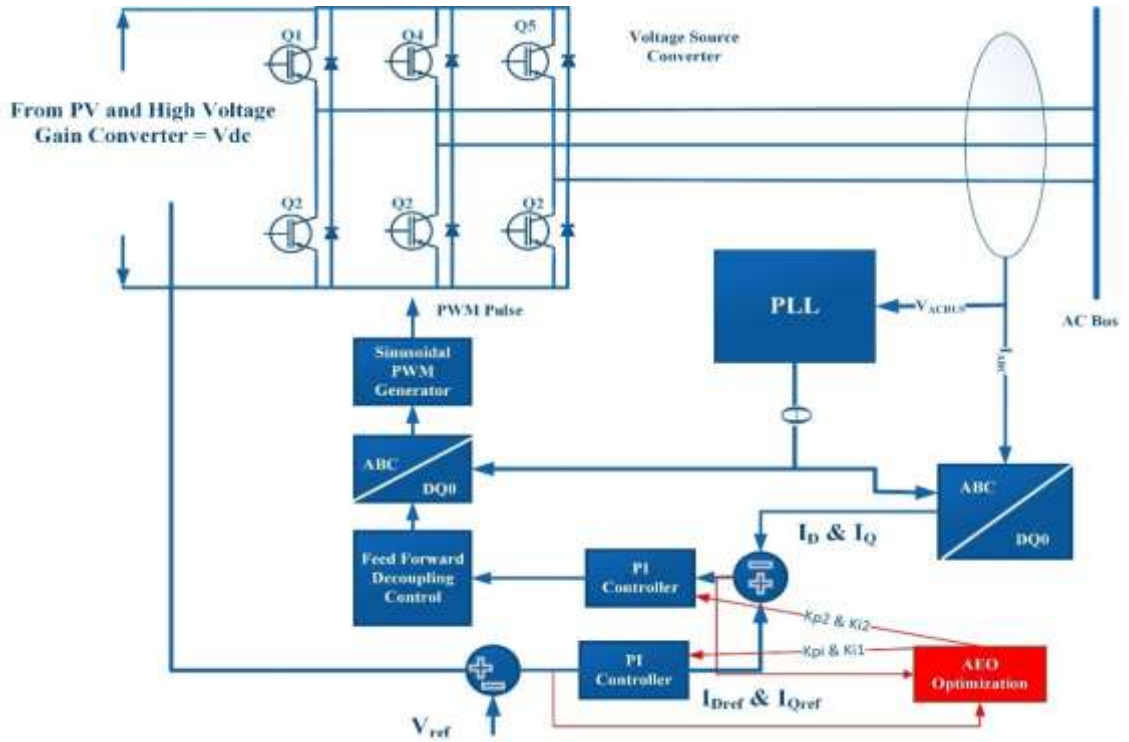 Q1
Q4
Q5
Voltage Source
Converter
From PV and High Voltage
Gain Converter = Vdc
Q2
Q2
Q2
PWM Pulse
PLL
VACBUS
AC Bus
IABC
Sinusoidal
PWM
Generator
ABC
DQ0
ABC
DQ0
ID & IQ
Feed Forward
Decoupling
Control
PI
Controller
Kp2 & Ki2
Kpi & Ki1
PI
Controller
AEO
Optimization
IDref & IQref
Vref